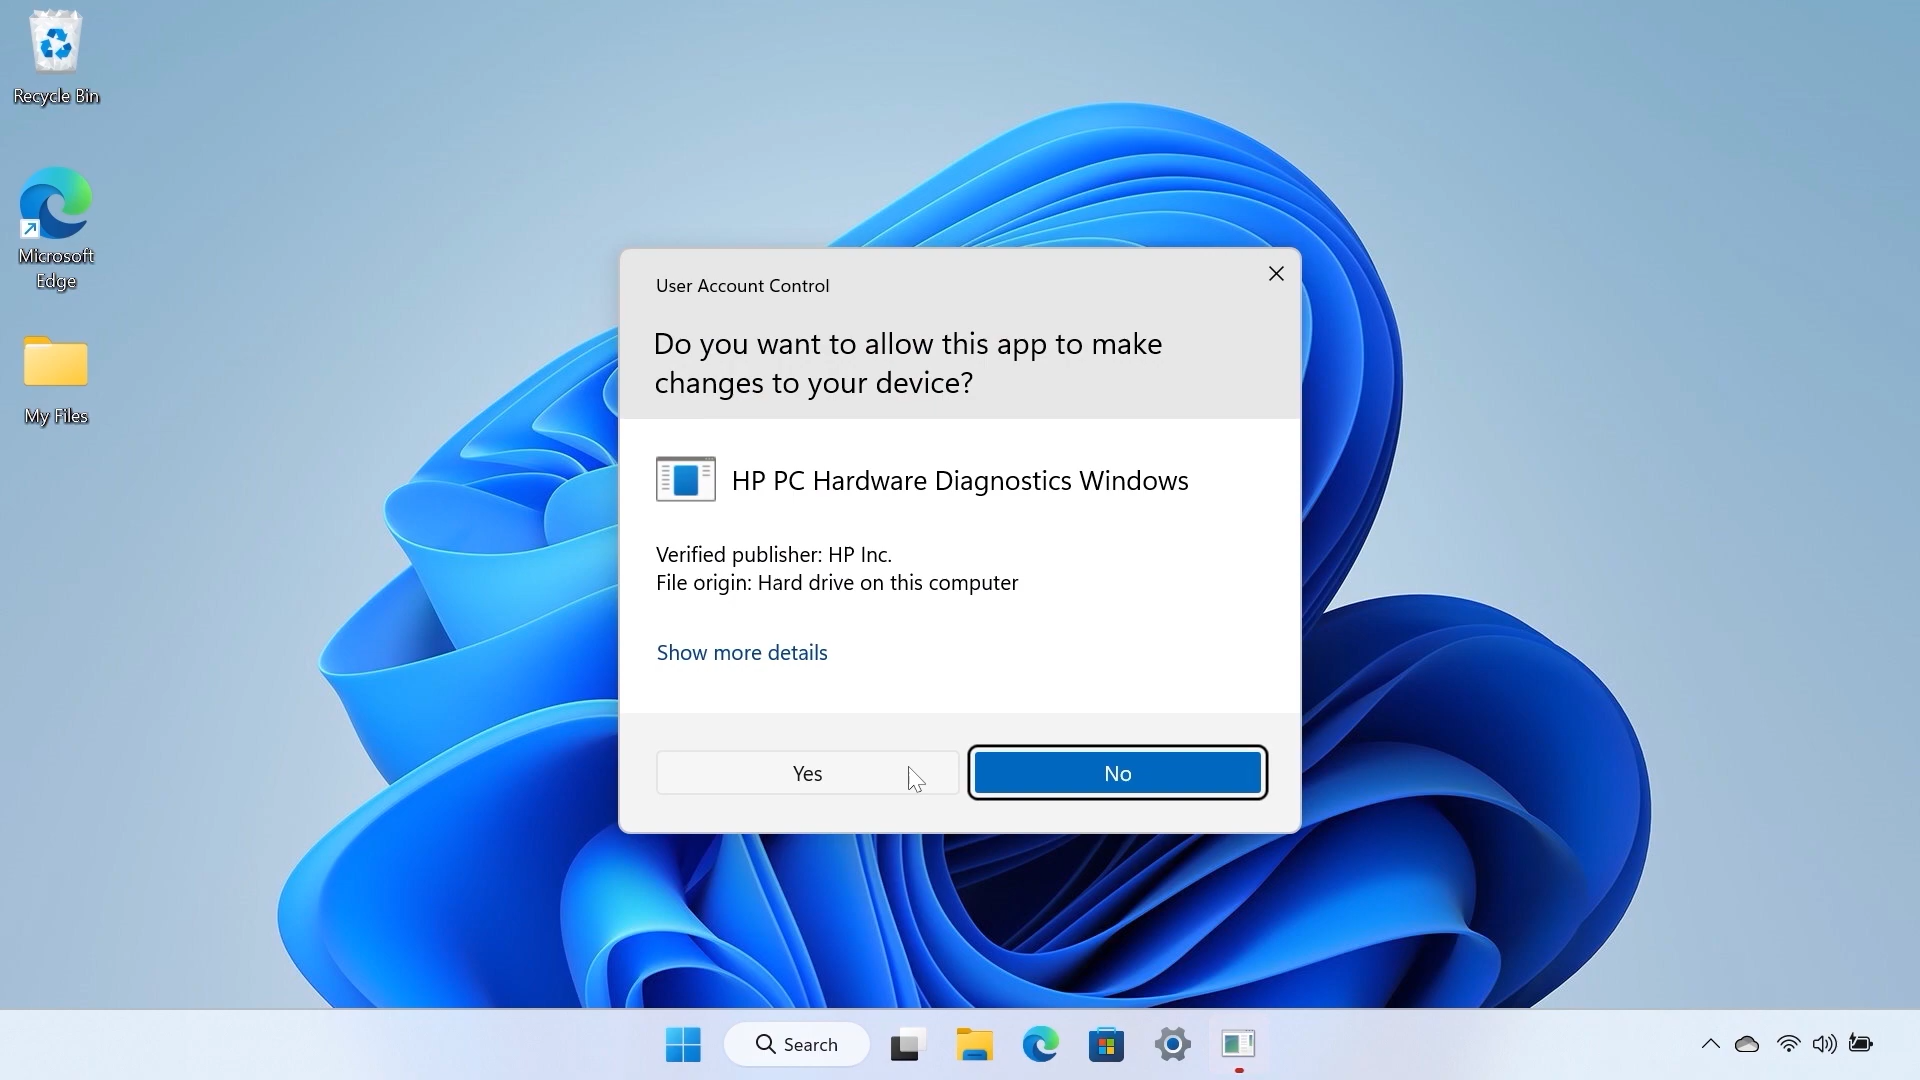 Recycle Bin
Microsoft
Edge
My Files
User Account Control
Do you want to allow this app to make
changes to your device?
HP PC Hardware Diagnostics Windows
Verified publisher: HP Inc.
File origin: Hard drive on this computer
Show more details
Yes
No
Search